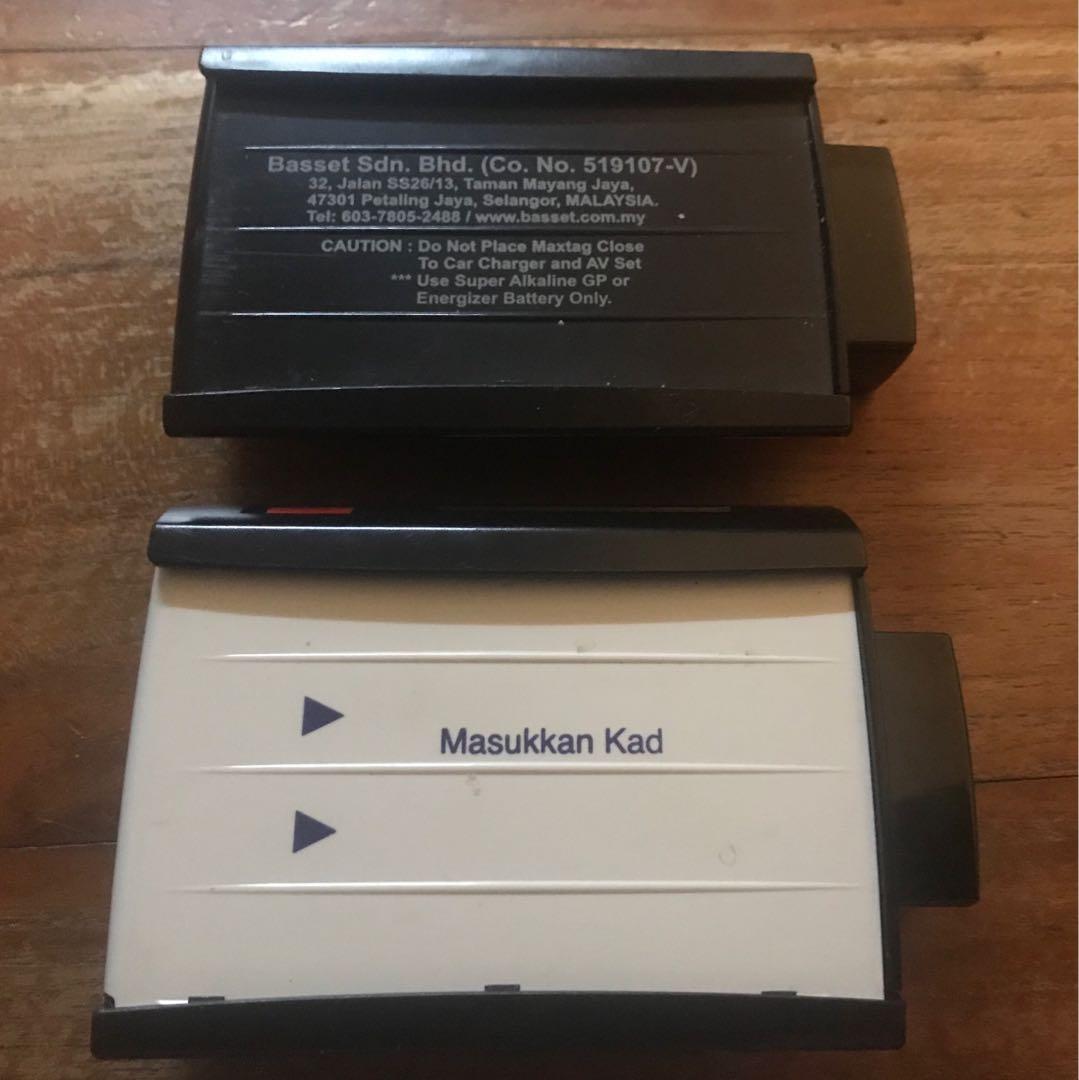 Basset Sdn. Bhd. (Co. No. 519107-V)
32, Jalan SS26/13, Taman Mayang Jaya,
47301 Petaling Jaya, Selangor, MALAYSIA.
Tel: 603-7805-2488 / www.basset.com.my
CAUTION : Do Not Place Maxtag Close
To Car Charger and AV Set
*** Use Super Alkaline GP or
Energizer Battery Only.
Masukkan Kad